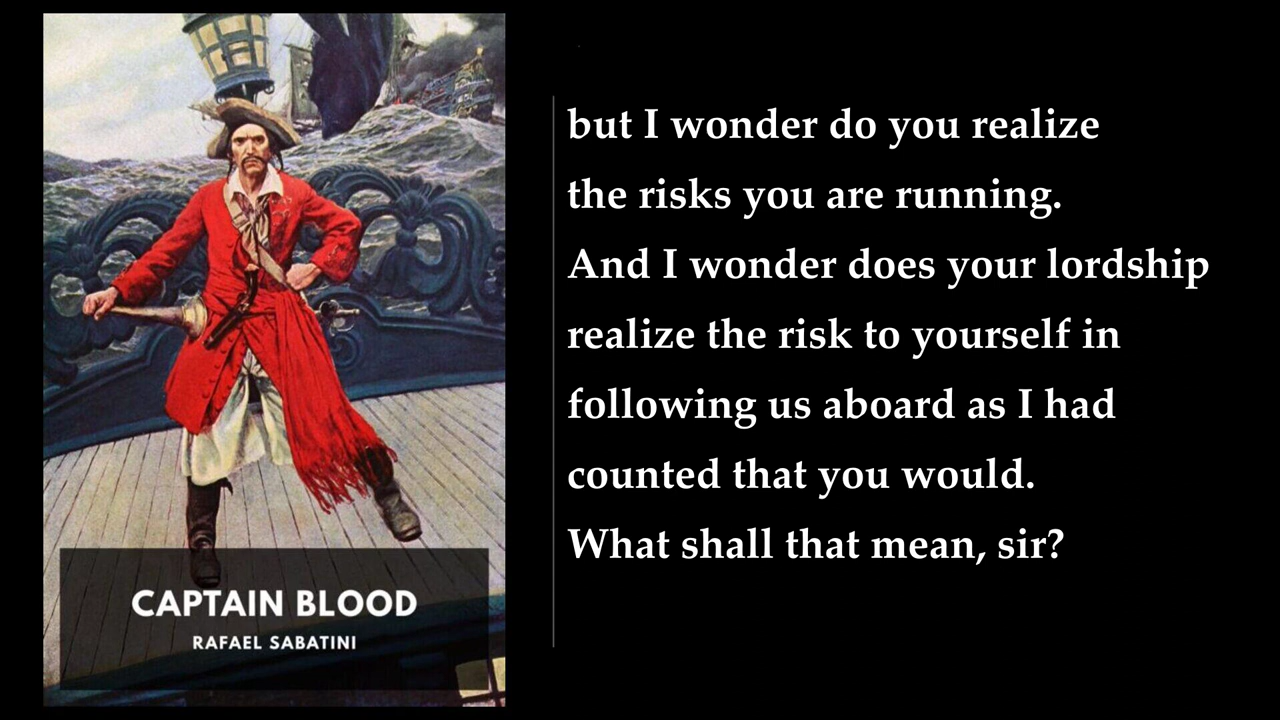 CAPTAIN BLOOD
RAFAEL SABATINI
but I wonder do you realize
the risks you are running.
And I wonder does your lordship
realize the risk to yourself in
following us aboard as I had
counted that you would.
What shall that mean, sir?